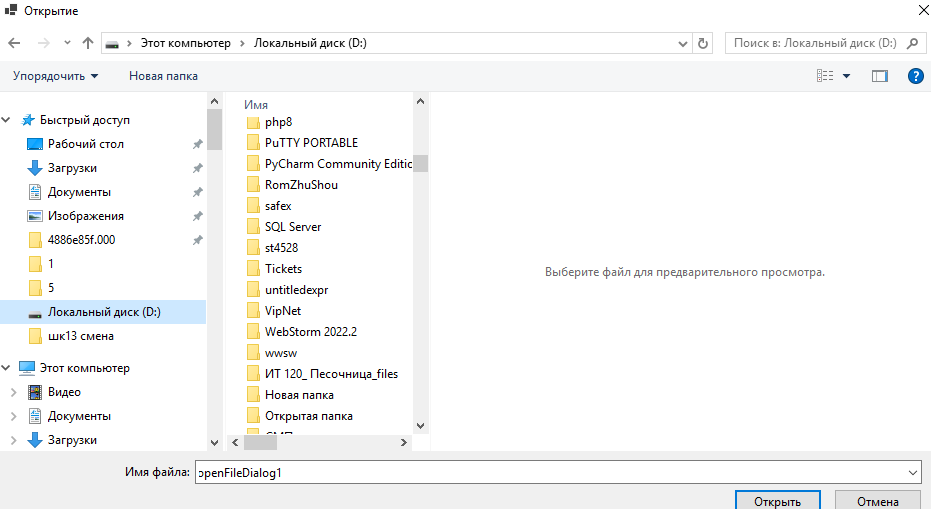 Открытие
Этот компьютер > Локальный диск (D:)
Поиск в: Локальный диск (D:)
Упорядочить
Новая папка
?
Быстрый доступ
Рабочий стол
Загрузки
Документы
Изображения
4886e85f.000
1
5
Локальный диск (D:)
шк13 смена
Этот компьютер
Видео
Документы
Загрузки
Имя
php8
PuTTY PORTABLE
PyCharm Community Editic
RomZhuShou
safex
SQL Server
st4528
Tickets
untitledexpr
VipNet
WebStorm 2022.2
wwsw
ИТ 120_ Песочница_files
Новая папка
Открытая папка
Выберите файл для предварительного просмотра.
Имя файла:
openFileDialog1
Открыть
Отмена